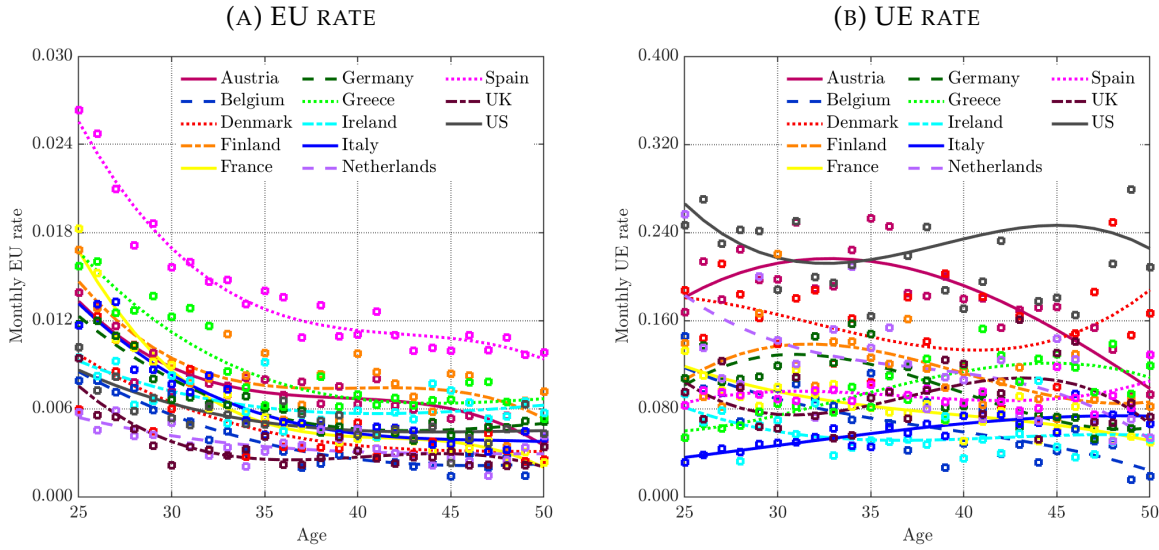 (A) EU RATE
Monthly EU rate
0.030
0.024
0.018
0.012
0.006
0.000
Austria
Belgium
Denmark
Finland
France
Germany
Greece
Ireland
Italy
Netherlands
Spain
UK
US
25 30 35 40 45 50
Age
(B) UE RATE
Monthly UE rate
0.400
0.320
0.240
0.160
0.080
0.000
Austria
Belgium
Denmark
Finland
France
Germany
Greece
Ireland
Italy
Netherlands
Spain
UK
US
25 30 35 40 45 50
Age